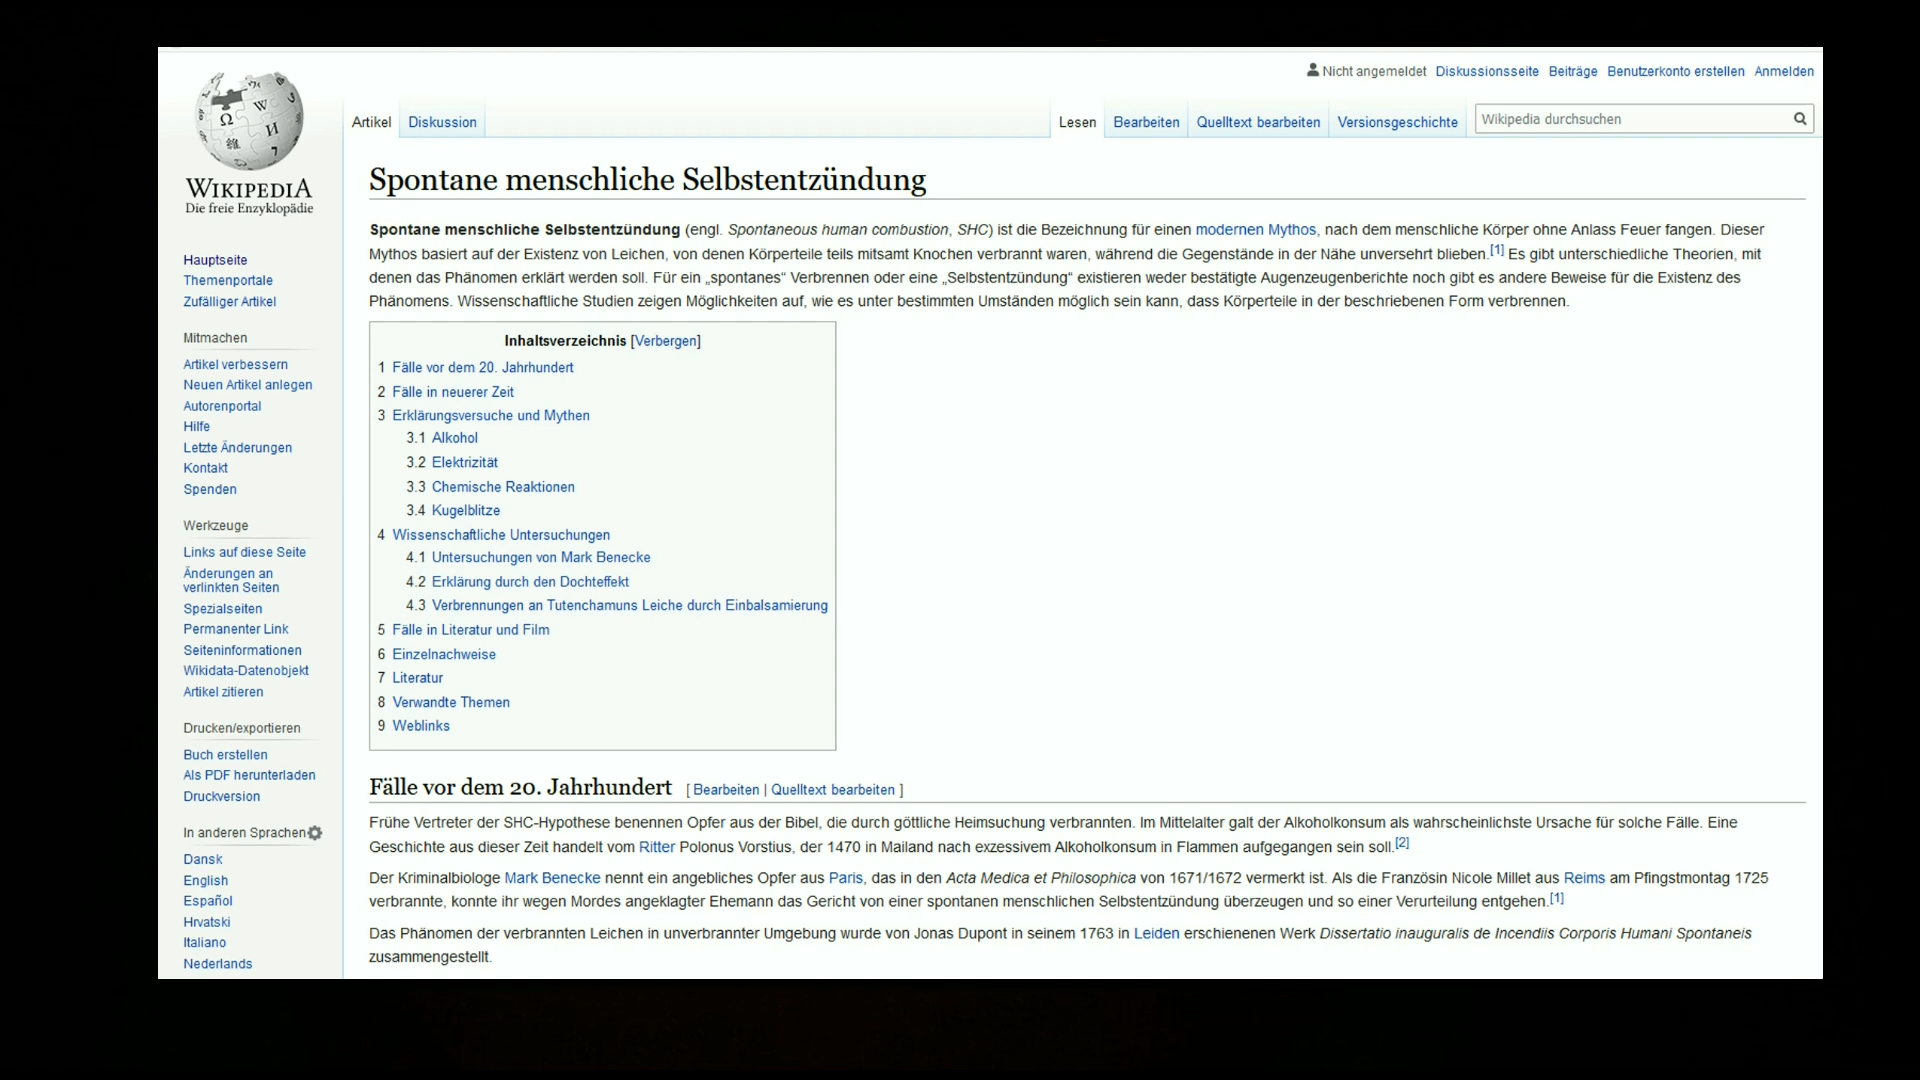 Nicht angemeldet Diskussionsseite Beiträge Benutzerkonto erstellen Anmelden
Artikel Diskussion Lesen Bearbeiten Quelltext bearbeiten Versionsgeschichte Wikipedia durchsuchen
WIKIPEDIA
Die freie Enzyklopädie
Hauptseite
Themenportale
Zufälliger Artikel
Mitmachen
Artikel verbessern
Neuen Artikel anlegen
Autorenportal
Hilfe
Letzte Änderungen
Kontakt
Spenden
Werkzeuge
Links auf diese Seite
Änderungen an
verlinkten Seiten
Spezialseiten
Permanenter Link
Seiteninformationen
Wikidata-Datenobjekt
Artikel zitieren
Drucken/exportieren
Buch erstellen
Als PDF herunterladen
Druckversion
In anderen Sprachen
Dansk
English
Español
Hrvatski
Italiano
Nederlands
Spontane menschliche Selbstentzündung
Spontane menschliche Selbstentzündung (engl. Spontaneous human combustion, SHC) ist die Bezeichnung für einen modernen Mythos, nach dem menschliche Körper ohne Anlass Feuer fangen. Dieser
Mythos basiert auf der Existenz von Leichen, von denen Körperteile teils mitsamt Knochen verbrannt waren, während die Gegenstände in der Nähe unversehrt blieben.[1] Es gibt unterschiedliche Theorien, mit
denen das Phänomen erklärt werden soll. Für ein „spontanes“ Verbrennen oder eine „Selbstentzündung“ existieren weder bestätigte Augenzeugenberichte noch gibt es andere Beweise für die Existenz des
Phänomens. Wissenschaftliche Studien zeigen Möglichkeiten auf, wie es unter bestimmten Umständen möglich sein kann, dass Körperteile in der beschriebenen Form verbrennen.
Inhaltsverzeichnis [Verbergen]
1 Fälle vor dem 20. Jahrhundert
2 Fälle in neuerer Zeit
3 Erklärungsversuche und Mythen
3.1 Alkohol
3.2 Elektrizität
3.3 Chemische Reaktionen
3.4 Kugelblitze
4 Wissenschaftliche Untersuchungen
4.1 Untersuchungen von Mark Benecke
4.2 Erklärung durch den Dochteffekt
4.3 Verbrennungen an Tutenchamuns Leiche durch Einbalsamierung
5 Fälle in Literatur und Film
6 Einzelnachweise
7 Literatur
8 Verwandte Themen
9 Weblinks
Fälle vor dem 20. Jahrhundert [ Bearbeiten | Quelltext bearbeiten ]
Frühe Vertreter der SHC-Hypothese benennen Opfer aus der Bibel, die durch göttliche Heimsuchung verbrannten. Im Mittelalter galt der Alkoholkonsum als wahrscheinlichste Ursache für solche Fälle. Eine
Geschichte aus dieser Zeit handelt vom Ritter Polonus Vorstius, der 1470 in Mailand nach exzessivem Alkoholkonsum in Flammen aufgegangen sein soll.[2]
Der Kriminalbiologe Mark Benecke nennt ein angebliches Opfer aus Paris, das in den Acta Medica et Philosophica von 1671/1672 vermerkt ist. Als die Französin Nicole Millet aus Reims am Pfingstmontag 1725
verbrannte, konnte ihr wegen Mordes angeklagter Ehemann das Gericht von einer spontanen menschlichen Selbstentzündung überzeugen und so einer Verurteilung entgehen.[1]
Das Phänomen der verbrannten Leichen in unverbrannter Umgebung wurde von Jonas Dupont in seinem 1763 in Leiden erschienenen Werk Dissertatio inauguralis de Incendiis Corporis Humani Spontaneis
zusammengestellt.